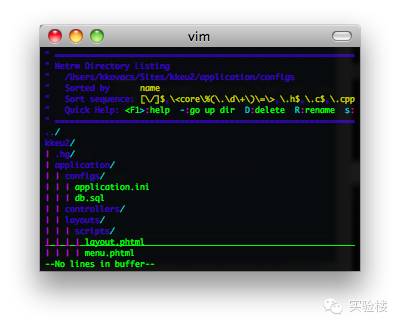 vim
" ============================================================
" Netrw Directory Listing
"   /Users/kkovacs/Sites/kkeu2/application/configs
"   Sorted by      name
"   Sort sequence: [\/]$,\<core\%(\.\d\+\)\=\>,\.h$,\.c$,\.cpp
"   Quick Help: <F1>:help  -:go up dir  D:delete  R:rename  s:
" ============================================================
../
kkeu2/
| .hg/
| application/
| | configs/
| | | application.ini
| | | db.sql
| | controllers/
| | layouts/
| | | scripts/
| | | | layout.phtml
| | | | menu.phtml
--No lines in buffer--
实验楼